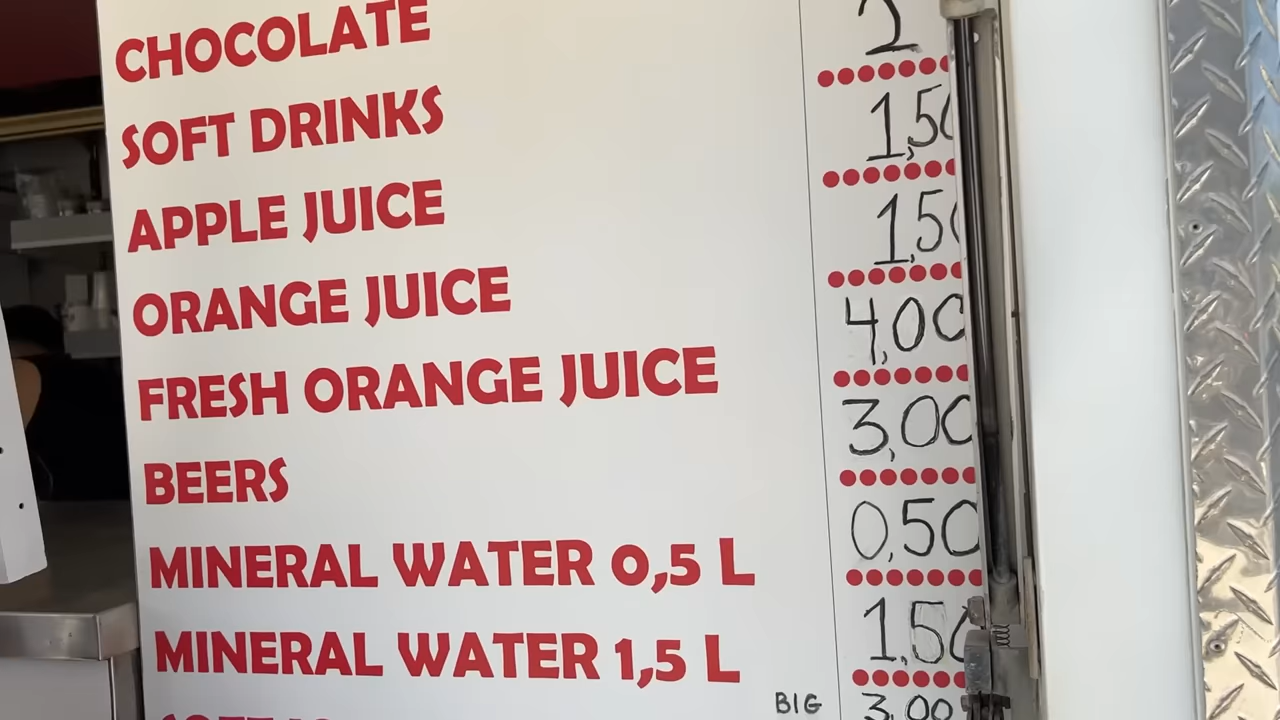 CHOCOLATE
SOFT DRINKS 2
APPLE JUICE 1,50
ORANGE JUICE 1,50
FRESH ORANGE JUICE 4,00
BEERS 3,00
MINERAL WATER 0,5 L 0,50
MINERAL WATER 1,5 L 1,50
BIG 3,00